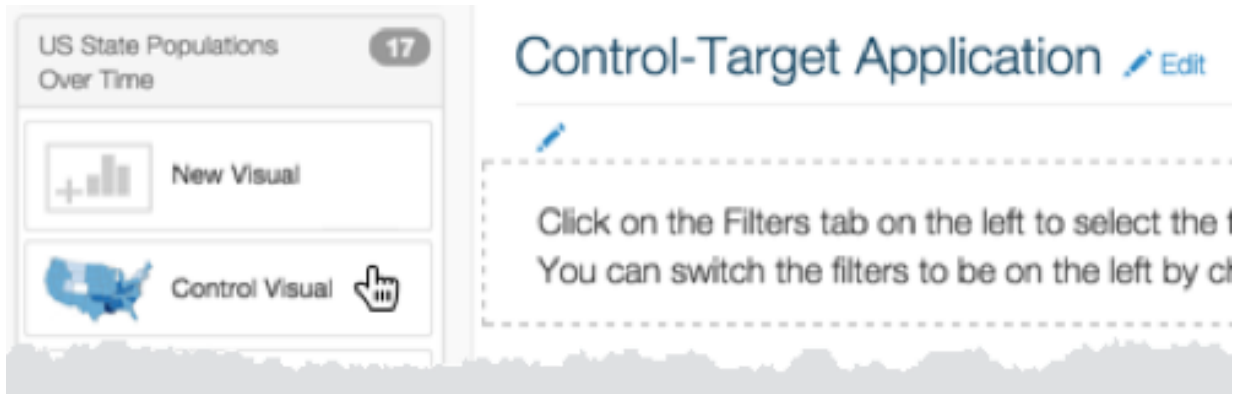 US State Populations
Over Time
17
New Visual
Control Visual
Control-Target Application
Edit
Click on the Filters tab on the left to select the
You can switch the filters to be on the left by